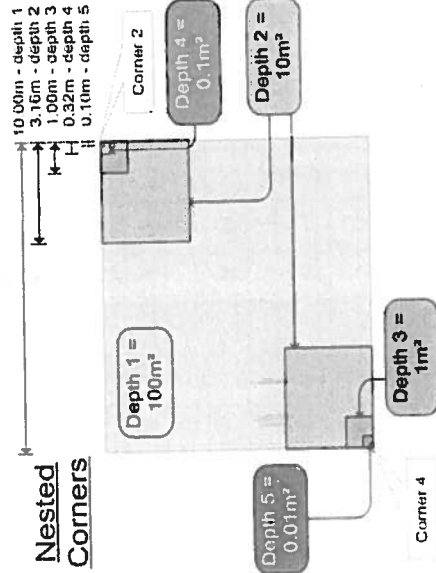 Nested
Corners
10.00m - depth 1
3.16m - depth 2
1.00m - depth 3
0.32m - depth 4
0.10m - depth 5
Corner 2
Depth 4 =
0.1m²
Depth 2 =
10m²
Depth 1 =
100m²
Depth 3 =
1m²
Depth 5 =
0.01m²
Corner 4